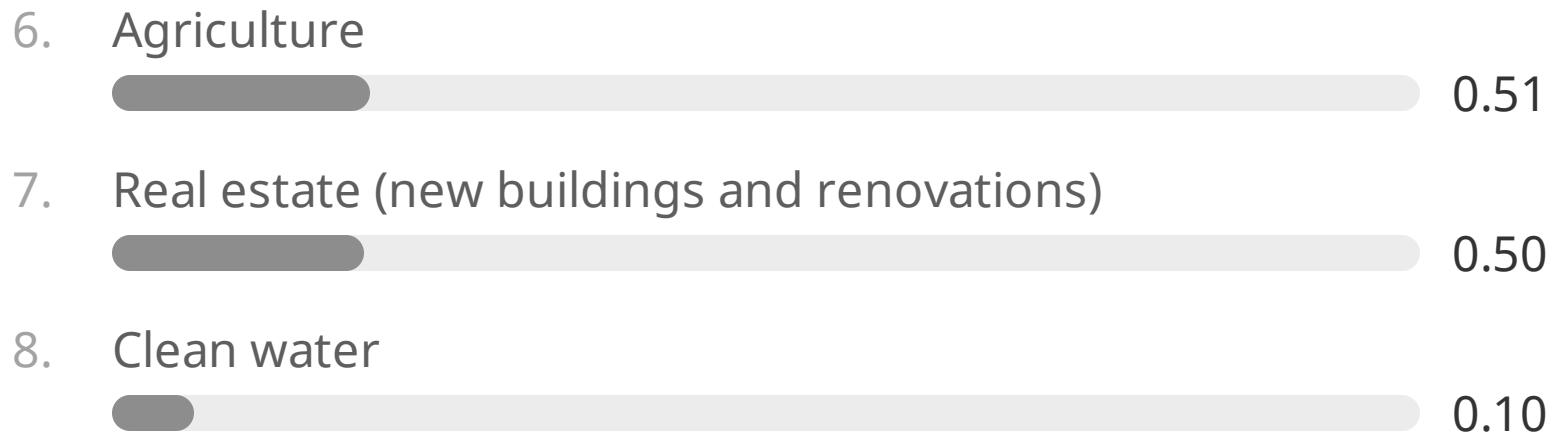 6. Agriculture
0.51
7. Real estate (new buildings and renovations)
0.50
8. Clean water
0.10